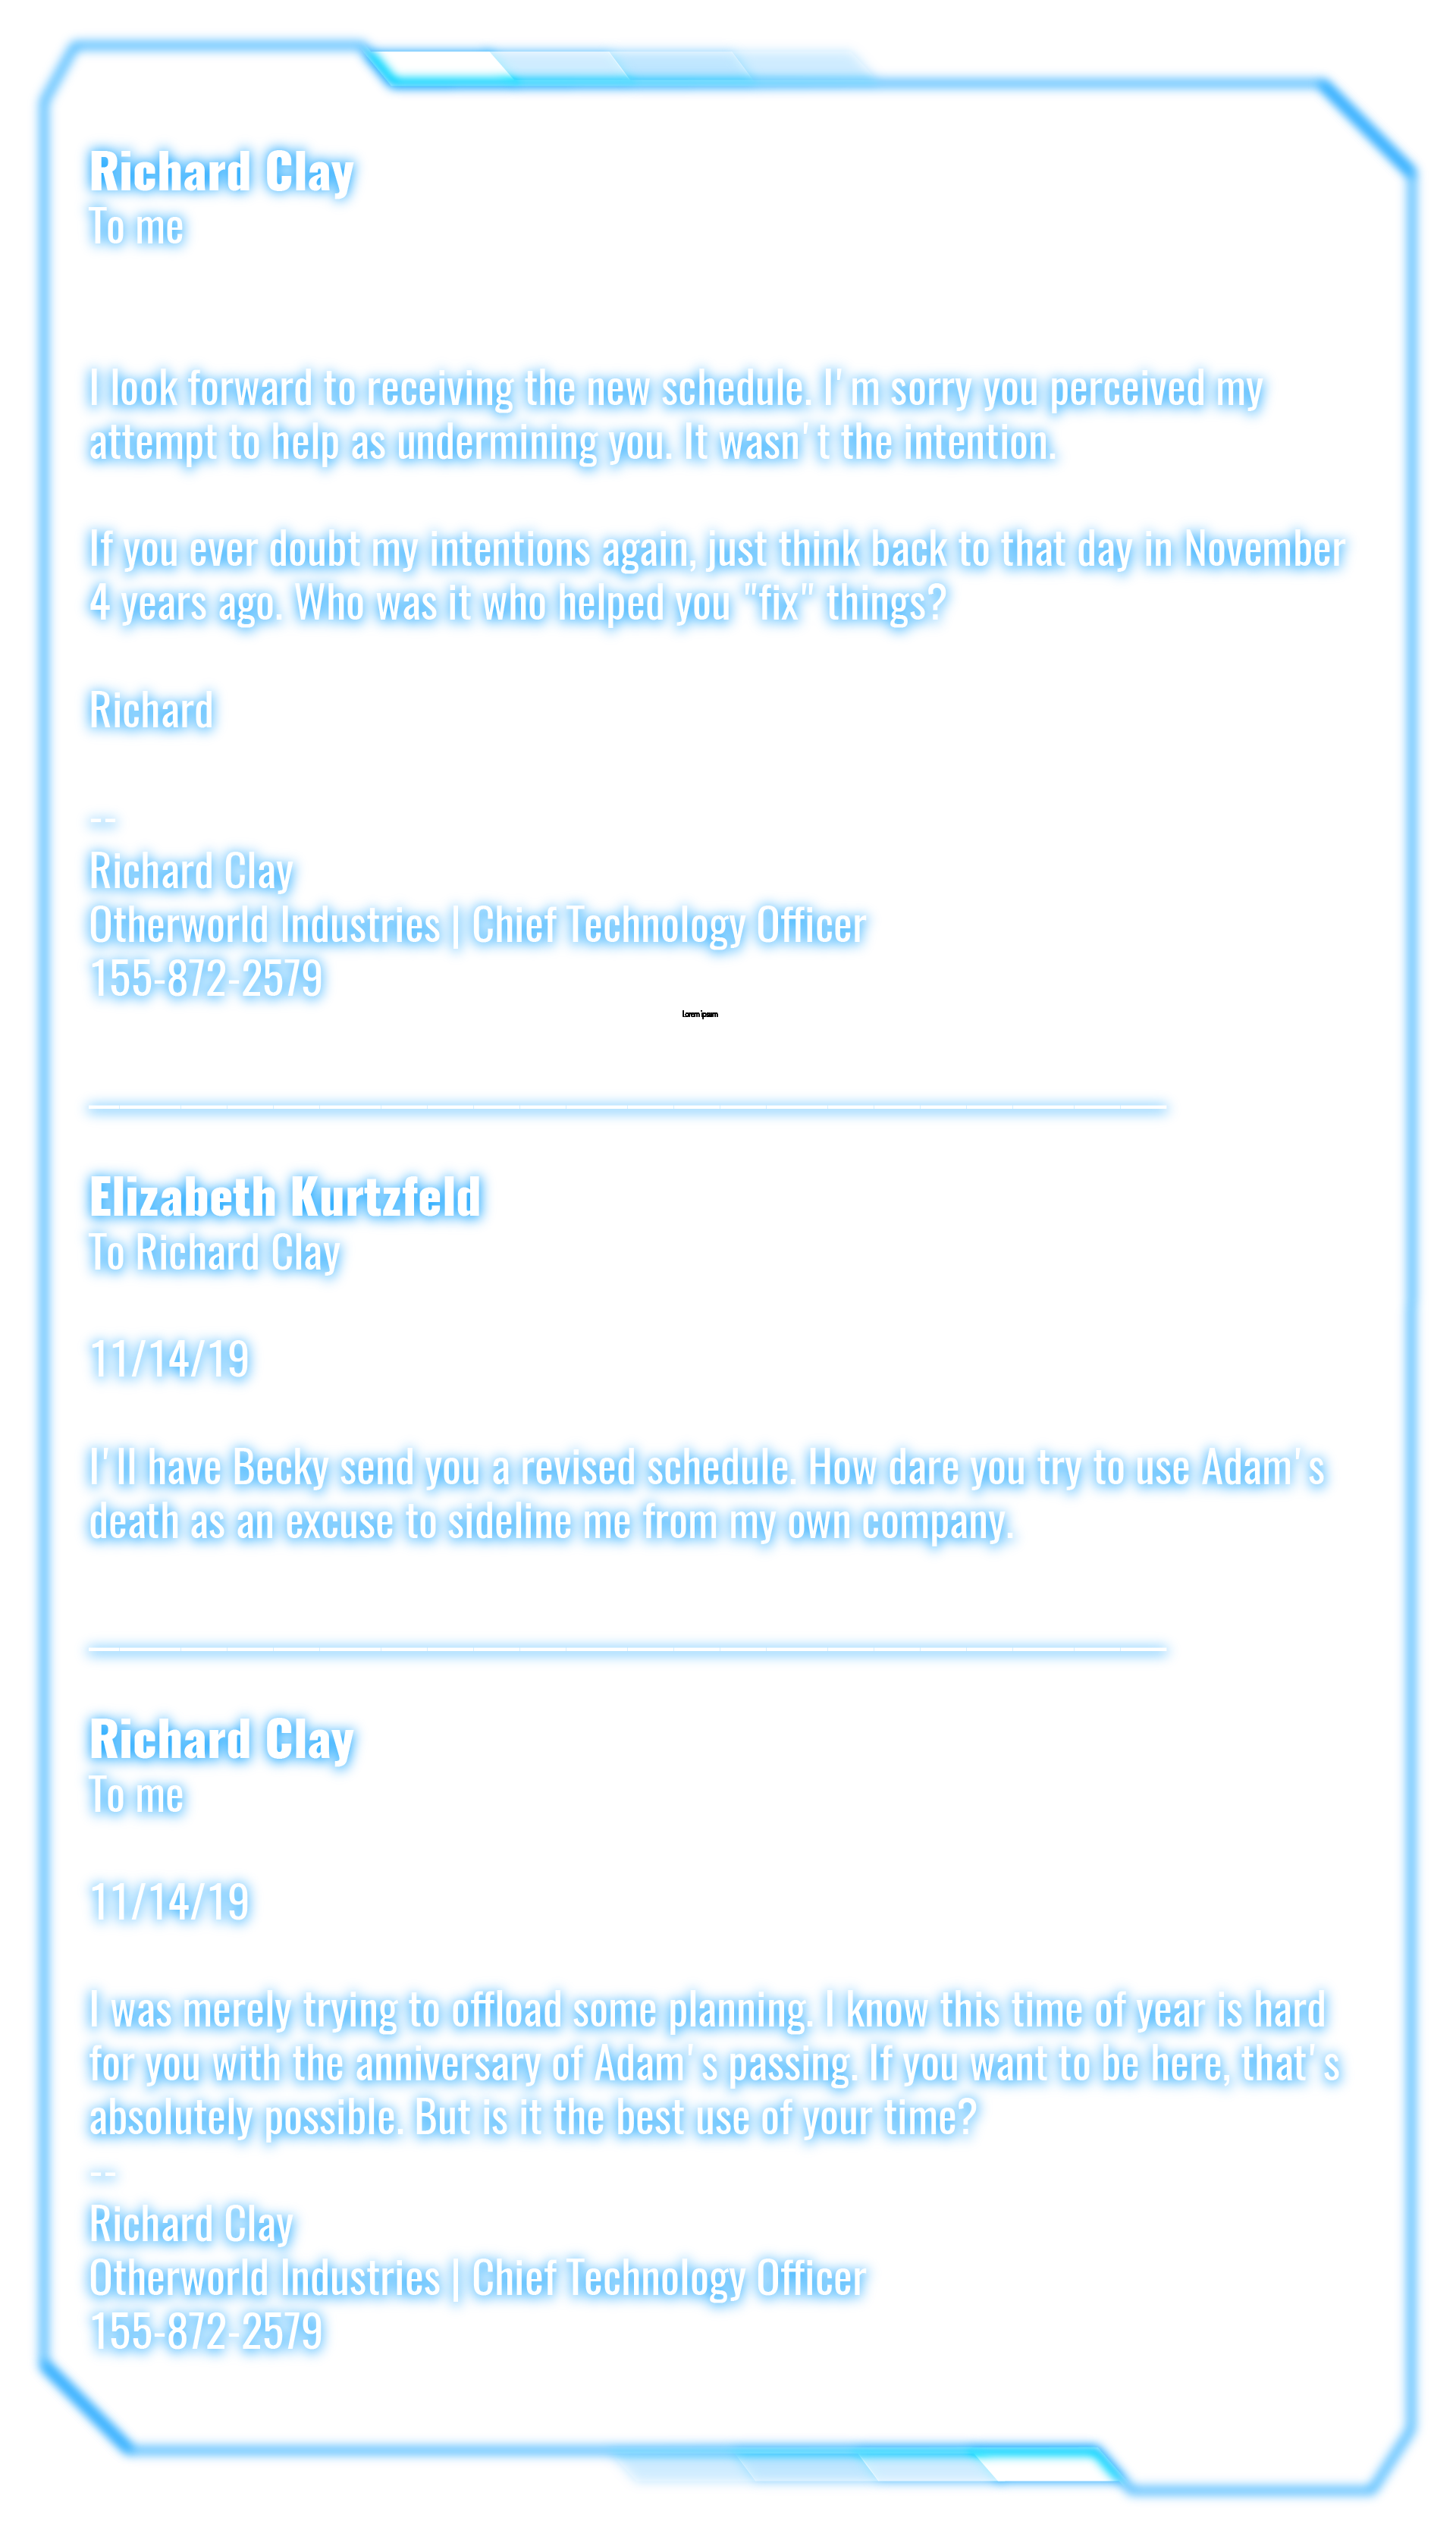 Richard Clay
To me
I look forward to receiving the new schedule. I'm sorry you perceived my
attempt to help as undermining you. It wasn't the intention.
If you ever doubt my intentions again, just think back to that day in November
4 years ago. Who was it who helped you "fix" things?
Richard
--
Richard Clay
Otherworld Industries | Chief Technology Officer
155-872-2579
Lorem ipsum
Elizabeth Kurtzfeld
To Richard Clay
11/14/19
I'll have Becky send you a revised schedule. How dare you try to use Adam's
death as an excuse to sideline me from my own company.
Richard Clay
To me
11/14/19
I was merely trying to offload some planning. I know this time of year is hard
for you with the anniversary of Adam's passing. If you want to be here, that's
absolutely possible. But is it the best use of your time?
--
Richard Clay
Otherworld Industries | Chief Technology Officer
155-872-2579